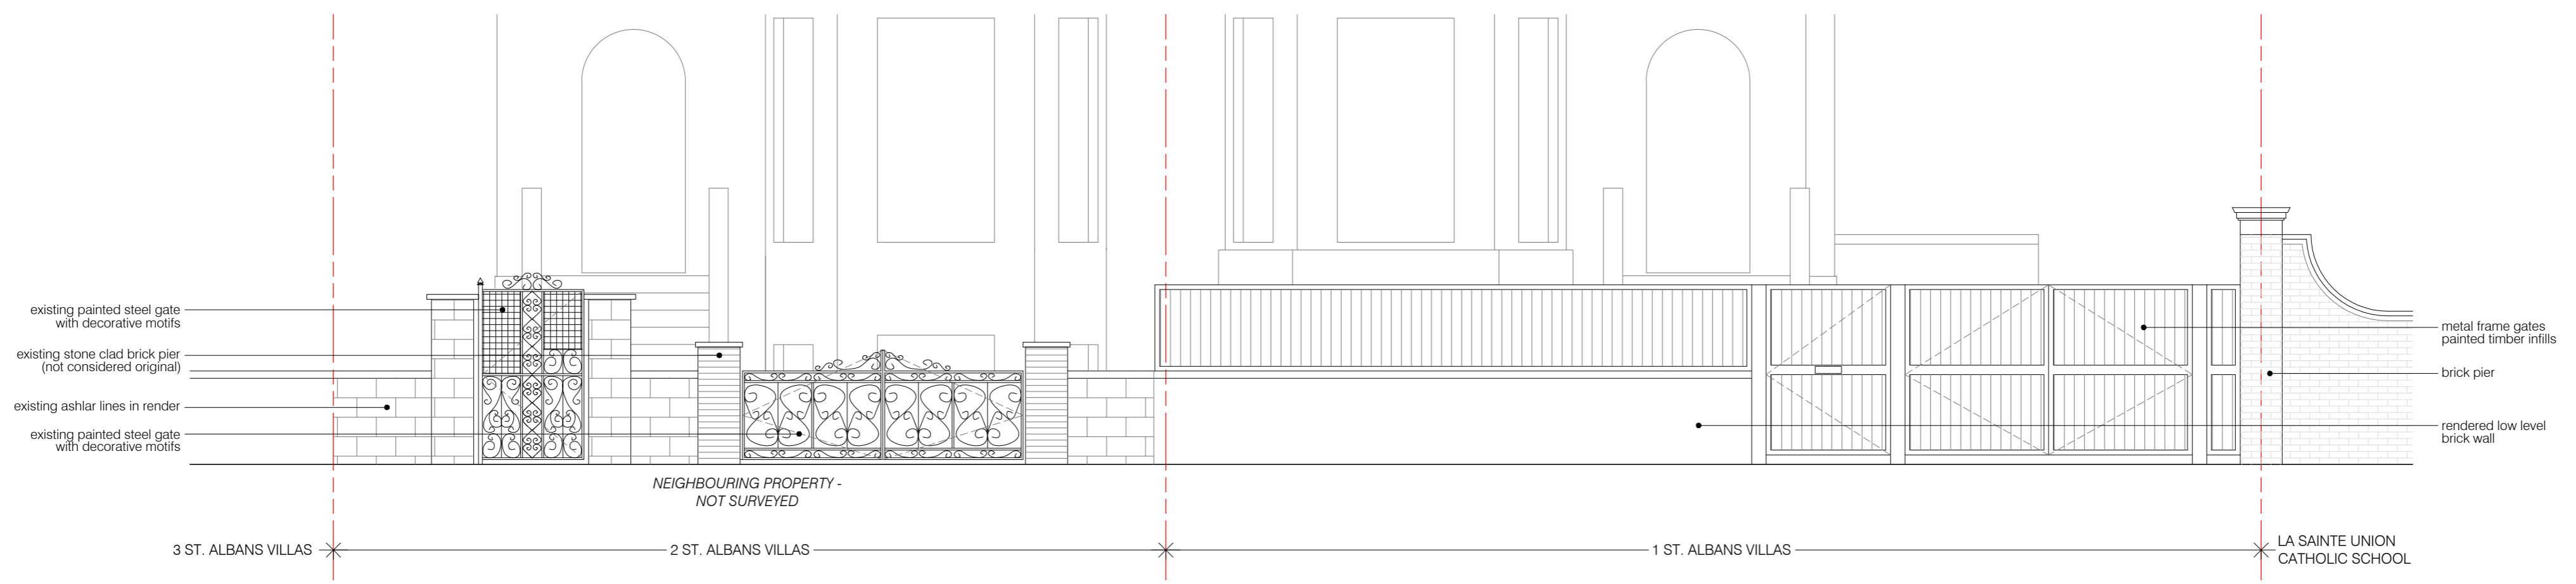 existing painted steel gate
with decorative motifs
existing stone clad brick pier
(not considered original)
existing ashlar lines in render
existing painted steel gate
with decorative motifs
metal frame gates
painted timber infills
brick pier
rendered low level
brick wall
NEIGHBOURING PROPERTY -
NOT SURVEYED
3 ST. ALBANS VILLAS
2 ST. ALBANS VILLAS
1 ST. ALBANS VILLAS
LA SAINTE UNION
CATHOLIC SCHOOL